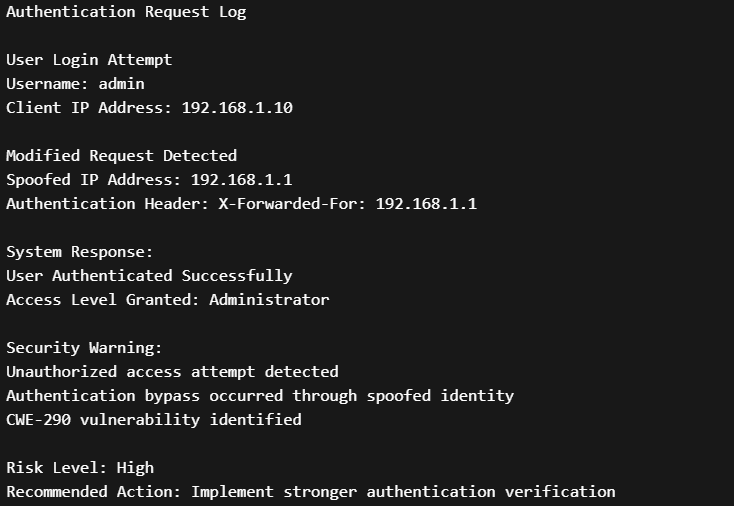 Authentication Request Log
User Login Attempt
Username: admin
Client IP Address: 192.168.1.10
Modified Request Detected
Spoofed IP Address: 192.168.1.1
Authentication Header: X-Forwarded-For: 192.168.1.1
System Response:
User Authenticated Successfully
Access Level Granted: Administrator
Security Warning:
Unauthorized access attempt detected
Authentication bypass occurred through spoofed identity
CWE-290 vulnerability identified
Risk Level: High
Recommended Action: Implement stronger authentication verification